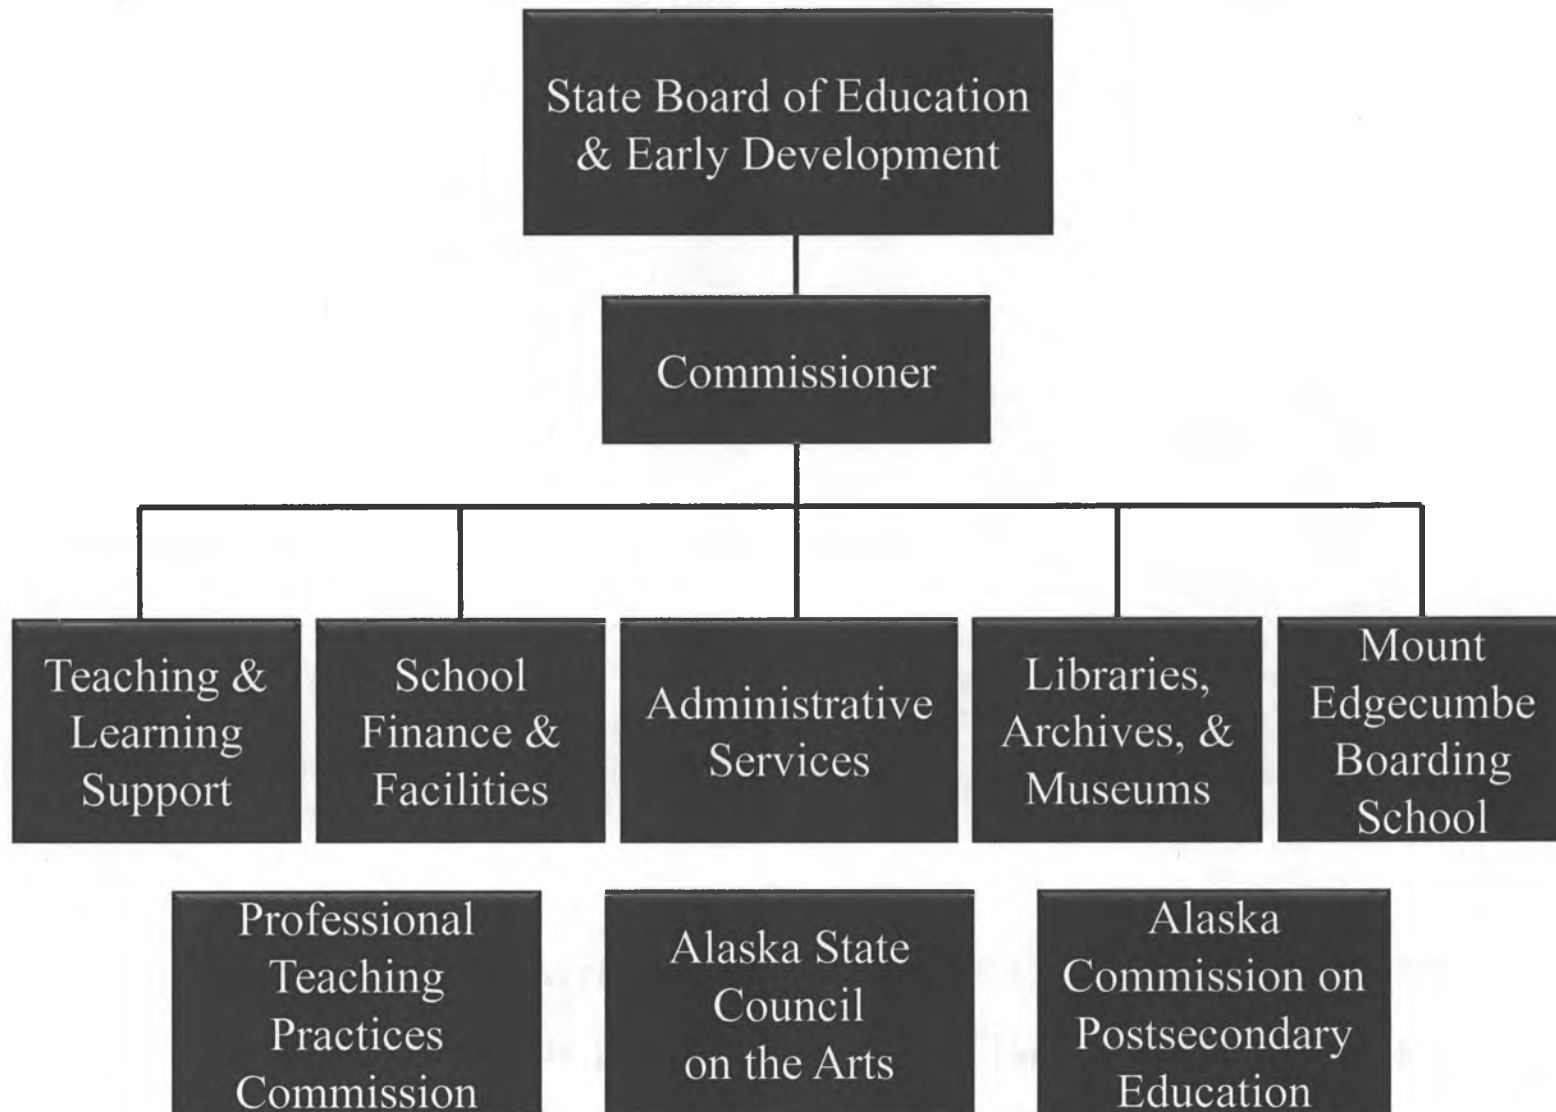 State Board of Education
& Early Development
Commissioner
Teaching &
Learning
Support
School
Finance &
Facilities
Administrative
Services
Libraries,
Archives, &
Museums
Mount
Edgecumbe
Boarding
School
Professional
Teaching
Practices
Commission
Alaska State
Council
on the Arts
Alaska
Commission on
Postsecondary
Education